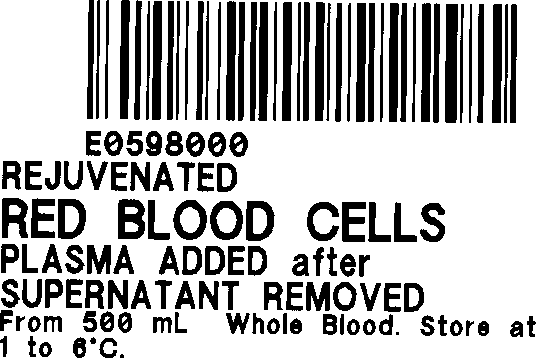 E0598000
REJUVENATED
RED BLOOD CELLS
PLASMA ADDED after
SUPERNATANT REMOVED
From 500 mL Whole Blood. Store at
1 to 6°C.